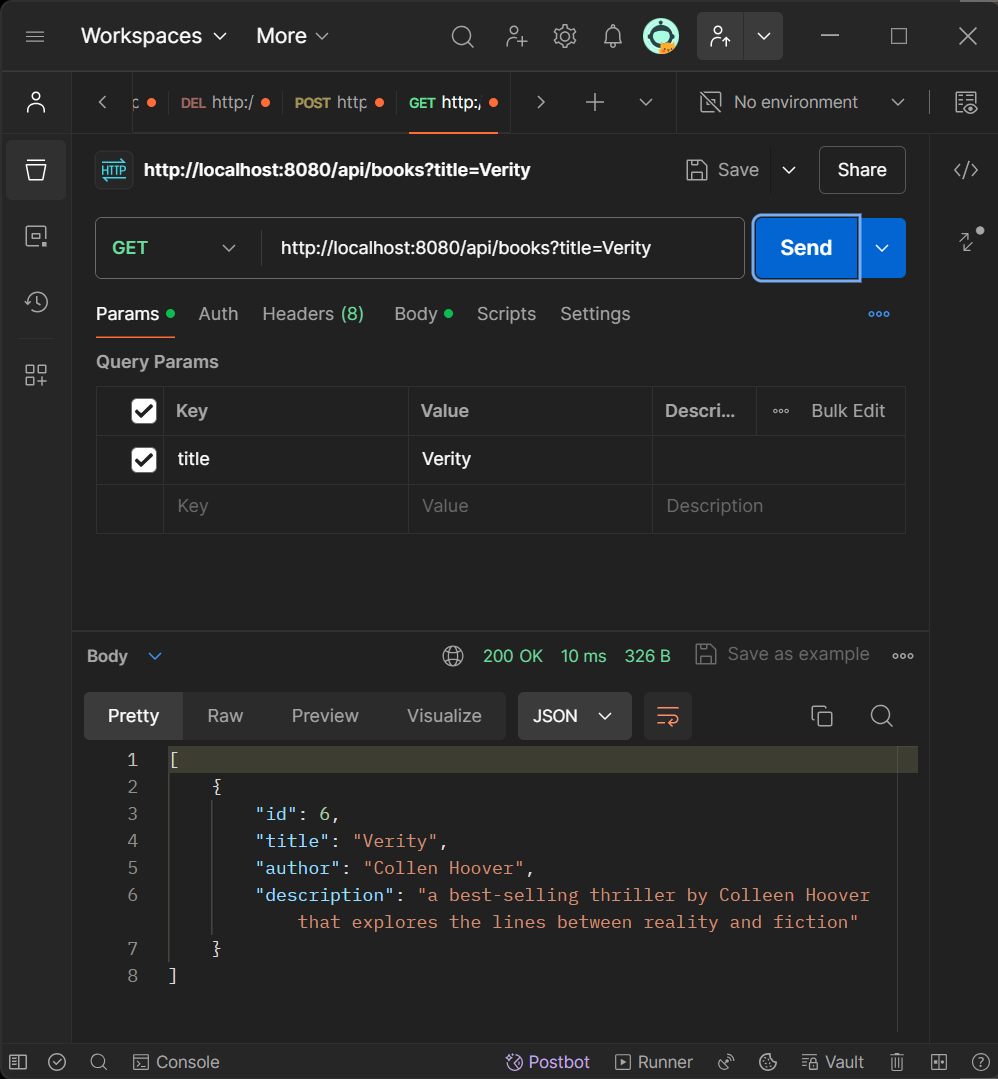 Workspaces More
DEL http:/ POST http GET http:/ No environment
HTTP http://localhost:8080/api/books?title=Verity Save Share
GET http://localhost:8080/api/books?title=Verity Send
Params Auth Headers (8) Body Scripts Settings
Query Params
Key Value Descri... Bulk Edit
title Verity
Key Value Description
Body 200 OK 10 ms 326 B Save as example
Pretty Raw Preview Visualize JSON
1 [
2 {
3 "id": 6,
4 "title": "Verity",
5 "author": "Collen Hoover",
6 "description": "a best-selling thriller by Colleen Hoover
that explores the lines between reality and fiction"
7 }
8 ]
Console Postbot Runner Vault